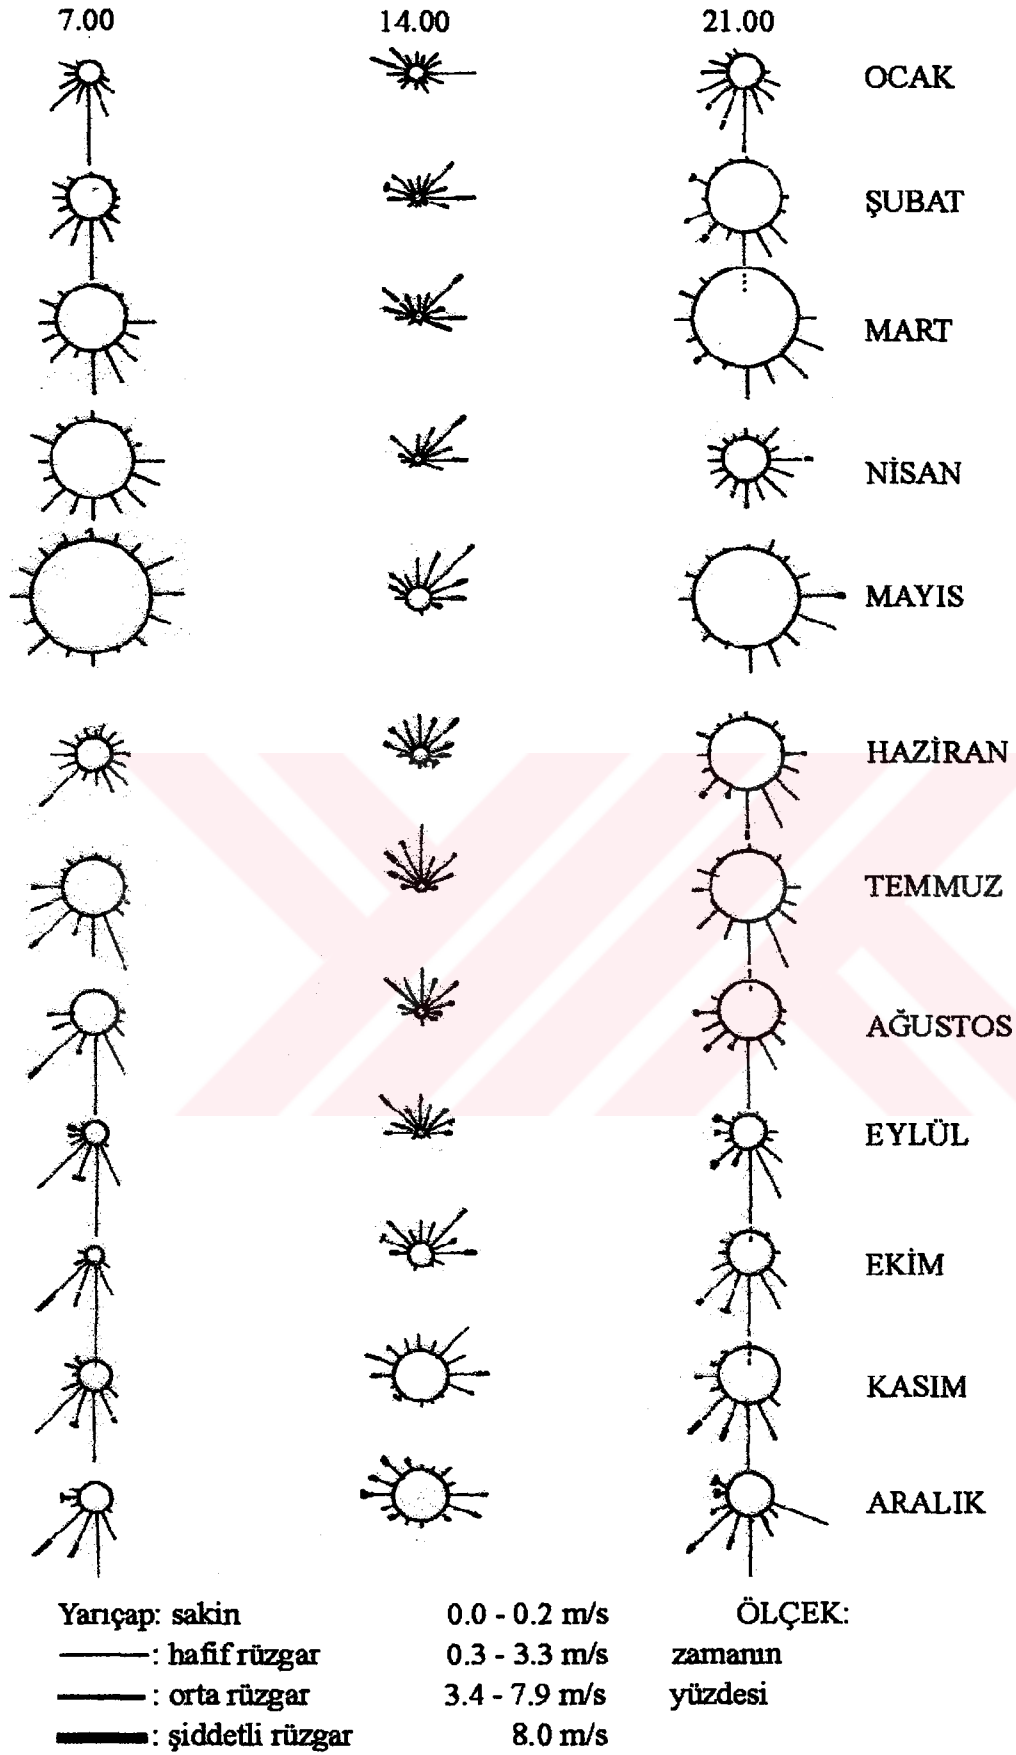 7.00 14.00 21.00
OCAK
ŞUBAT
MART
NİSAN
MAYIS
HAZİRAN
TEMMUZ
AĞUSTOS
EYLÜL
EKİM
KASIM
ARALIK
Yarıçap: sakin 0.0 - 0.2 m/s ÖLÇEK:
: hafif rüzgar 0.3 - 3.3 m/s zamanın
: orta rüzgar 3.4 - 7.9 m/s yüzdesi
: şiddetli rüzgar 8.0 m/s